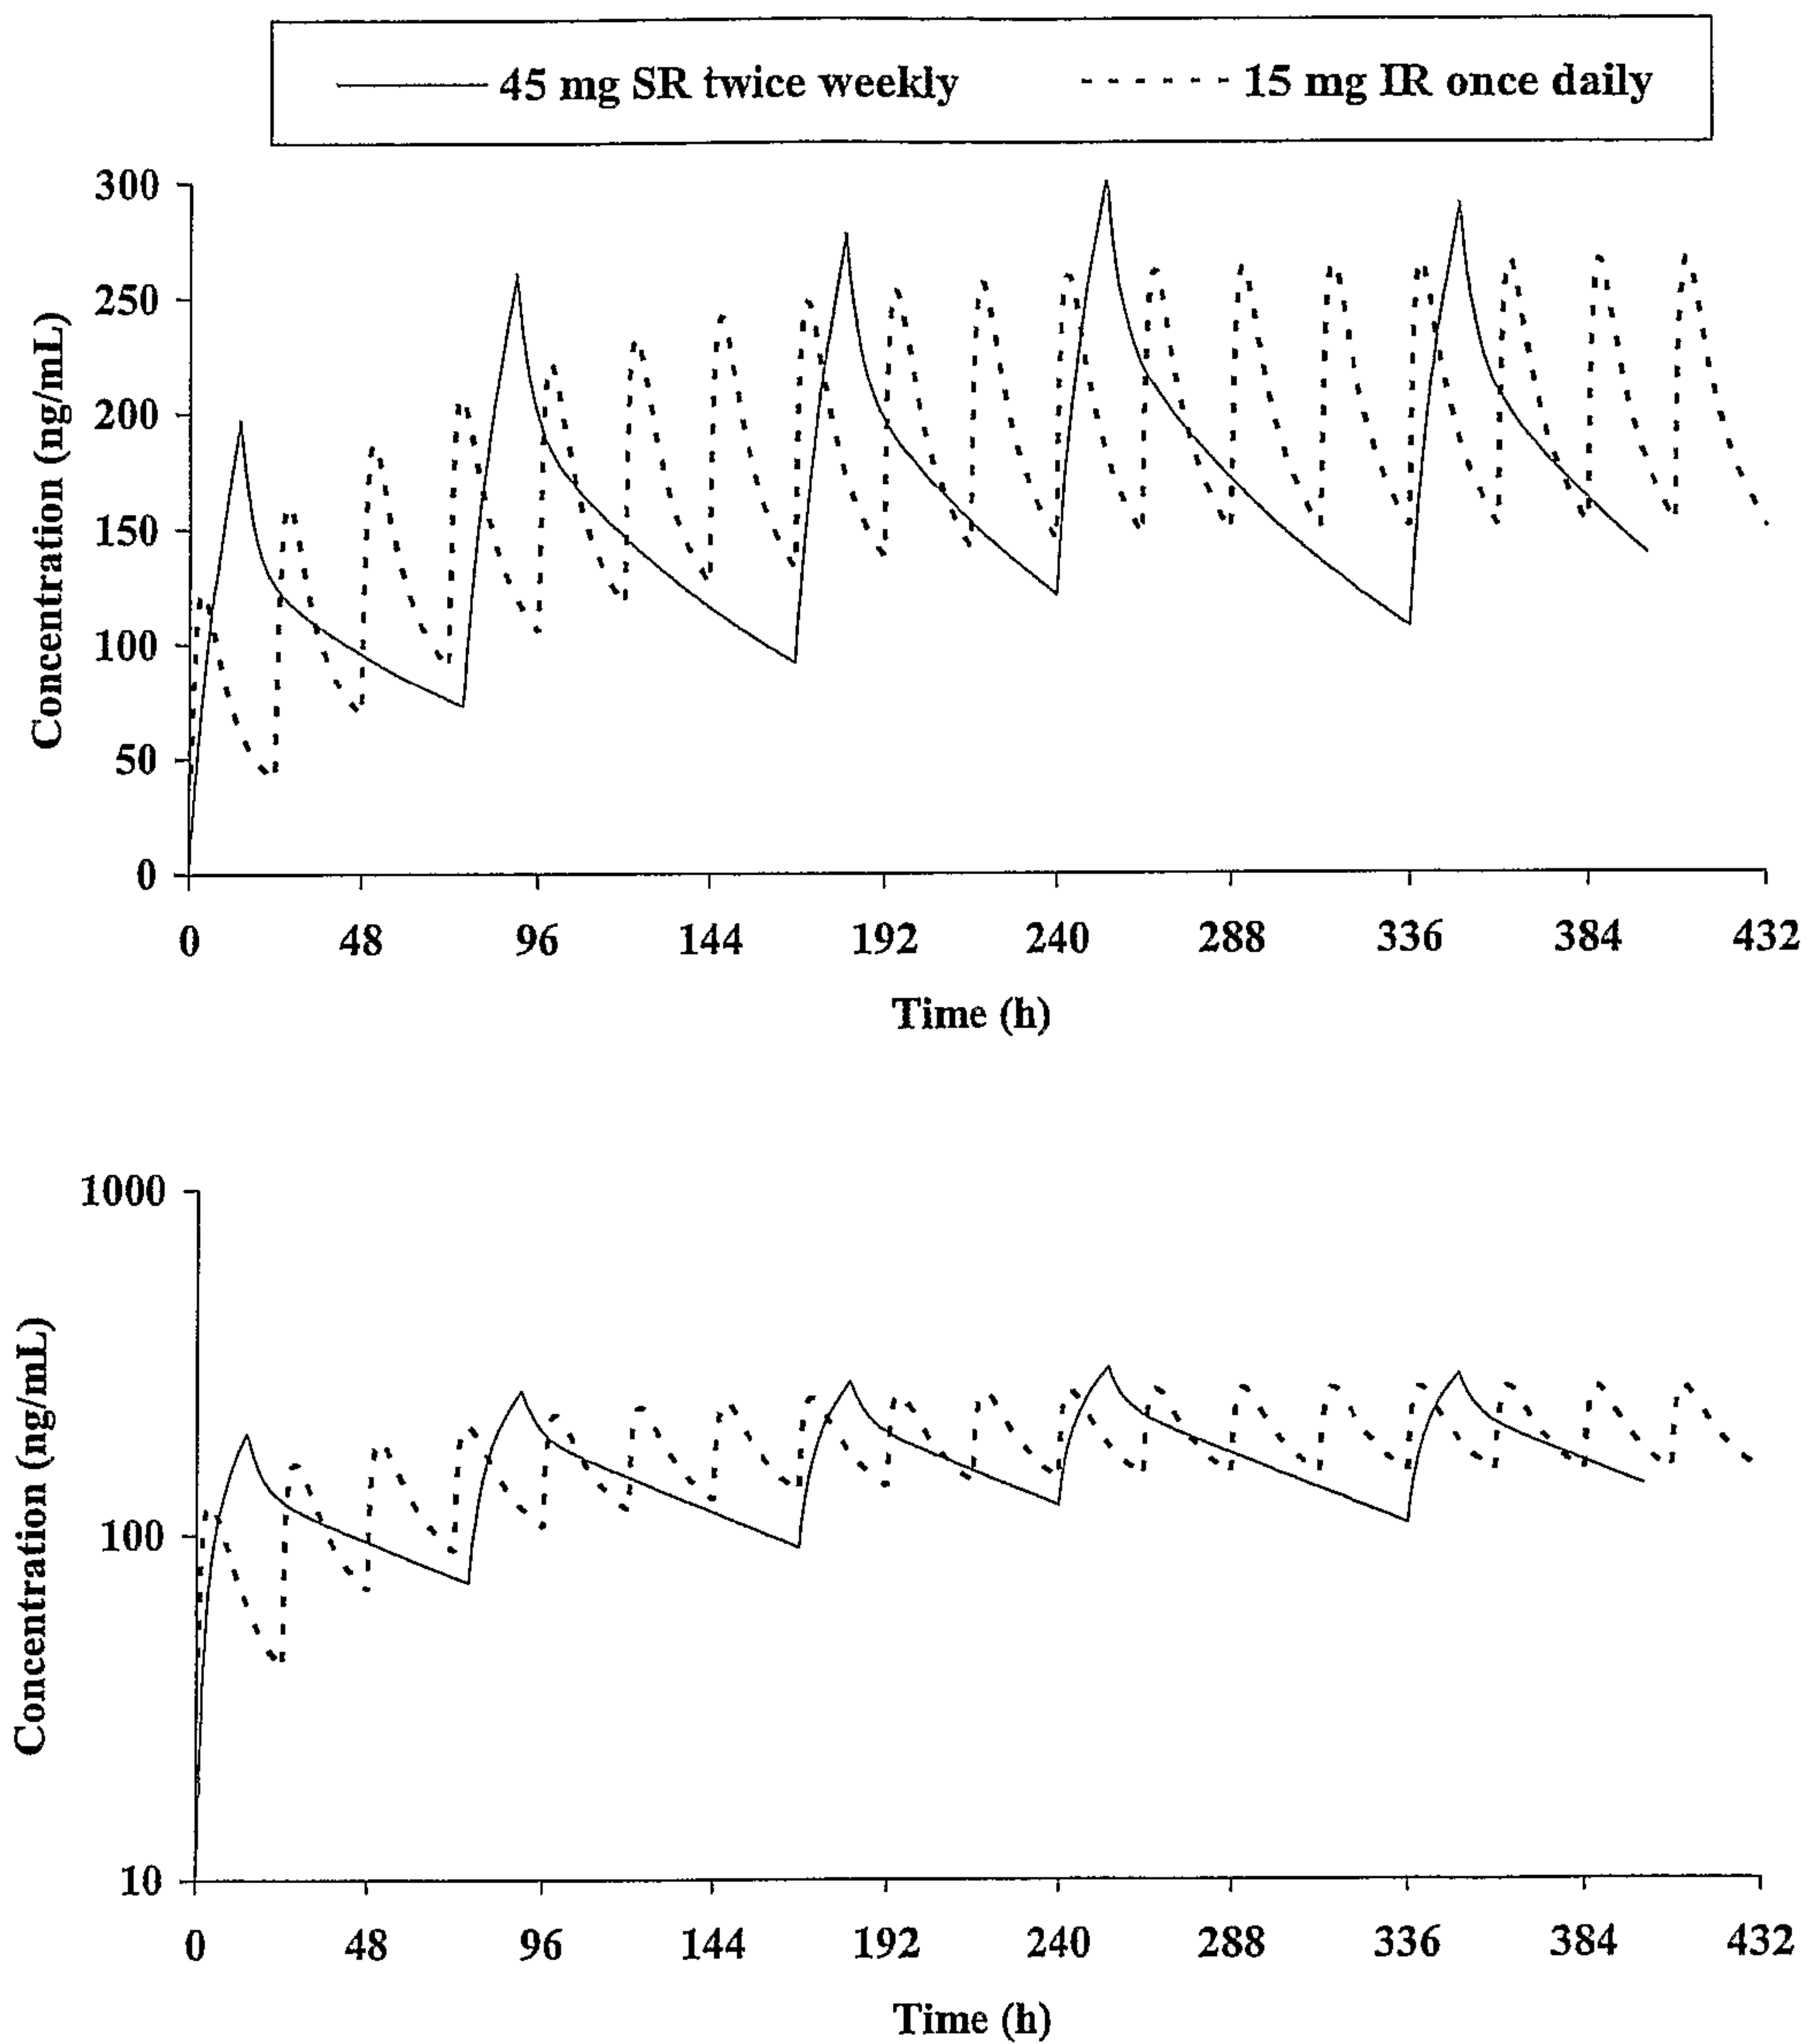 45 mg SR twice weekly 15 mg IR once daily
300
250
200
150
100
50
0
Concentration (ng/mL)
0 48 96 144 192 240 288 336 384 432
Time (h)
1000
100
10
Concentration (ng/mL)
0 48 96 144 192 240 288 336 384 432
Time (h)